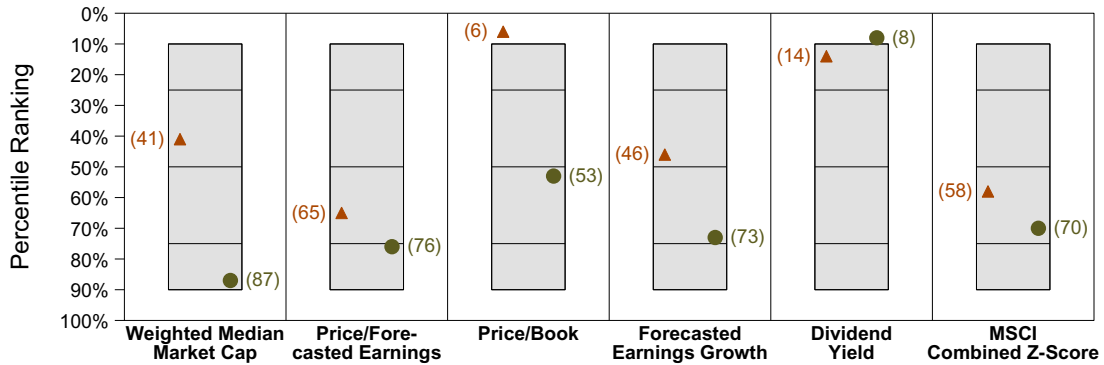 Percentile Ranking
0%
10%
20%
30%
40%
50%
60%
70%
80%
90%
100%
(41)
(87)
(65)
(76)
(6)
(53)
(46)
(73)
(14)
(8)
(58)
(70)
Weighted Median
Market Cap
Price/Fore-
casted Earnings
Price/Book
Forecasted
Earnings Growth
Dividend
Yield
MSCI
Combined Z-Score